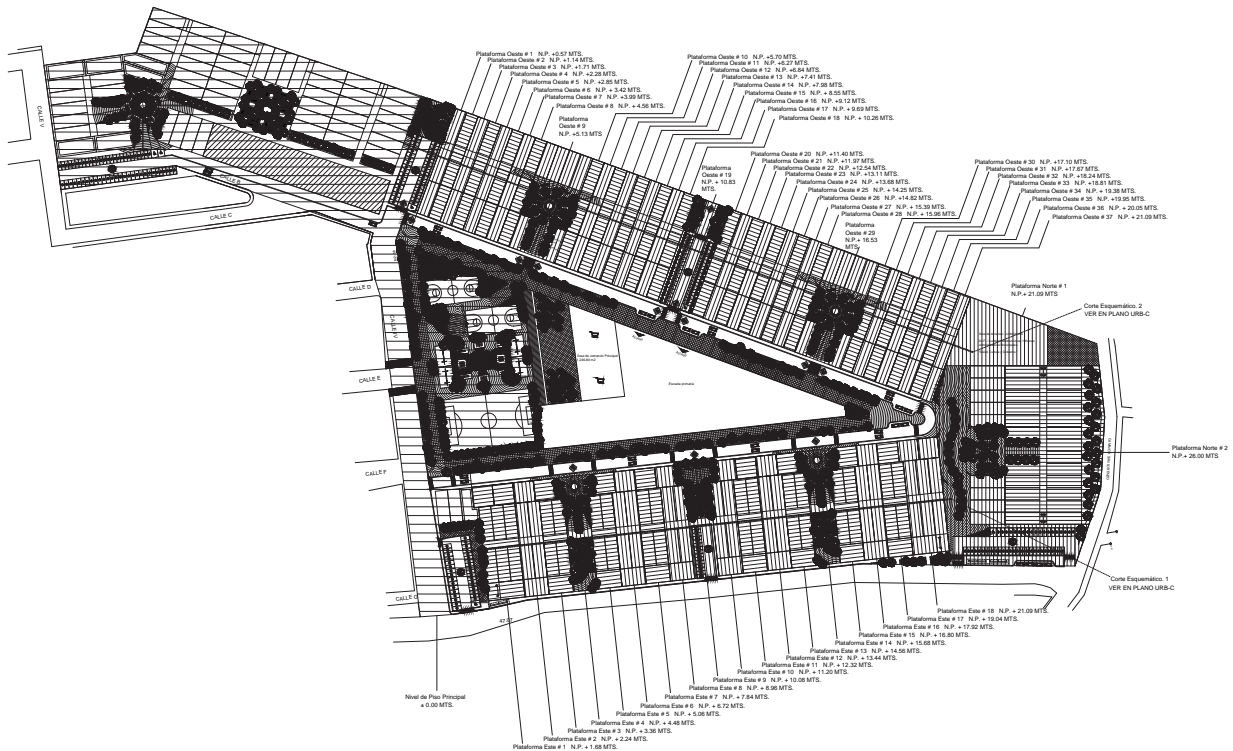 Plataforma Oeste # 1 N.P. +0.57 MTS.
Plataforma Oeste # 2 N.P. +1.14 MTS.
Plataforma Oeste # 3 N.P. +1.71 MTS.
Plataforma Oeste # 4 N.P. +2.28 MTS.
Plataforma Oeste # 5 N.P. +2.85 MTS.
Plataforma Oeste # 6 N.P. + 3.42 MTS.
Plataforma Oeste # 7 N.P. +3.99 MTS.
Plataforma Oeste # 8 N.P. + 4.56 MTS.
Plataforma
Oeste # 9
N.P. +5.13 MTS
Plataforma Oeste # 10 N.P. +5.70 MTS.
Plataforma Oeste # 11 N.P. +6.27 MTS.
Plataforma Oeste # 12 N.P. +6.84 MTS.
Plataforma Oeste # 13 N.P. +7.41 MTS.
Plataforma Oeste # 14 N.P. +7.98 MTS.
Plataforma Oeste # 15 N.P. + 8.55 MTS.
Plataforma Oeste # 16 N.P. +9.12 MTS.
Plataforma Oeste # 17 N.P. + 9.69 MTS.
Plataforma Oeste # 18 N.P. + 10.26 MTS.
Plataforma
Oeste # 19
N.P. + 10.83
MTS.
Plataforma Oeste # 20 N.P. +11.40 MTS.
Plataforma Oeste # 21 N.P. +11.97 MTS.
Plataforma Oeste # 22 N.P. +12.54 MTS.
Plataforma Oeste # 23 N.P. +13.11 MTS.
Plataforma Oeste # 24 N.P. +13.68 MTS.
Plataforma Oeste # 25 N.P. + 14.25 MTS.
Plataforma Oeste # 26 N.P. +14.82 MTS.
Plataforma Oeste # 27 N.P. + 15.39 MTS.
Plataforma Oeste # 28 N.P. + 15.96 MTS.
Plataforma
Oeste # 29
N.P.+ 16.53
MTS.
Plataforma Oeste # 30 N.P. +17.10 MTS.
Plataforma Oeste # 31 N.P. +17.67 MTS.
Plataforma Oeste # 32 N.P. +18.24 MTS.
Plataforma Oeste # 33 N.P. +18.81 MTS.
Plataforma Oeste # 34 N.P. + 19.38 MTS.
Plataforma Oeste # 35 N.P. +19.95 MTS.
Plataforma Oeste # 36 N.P. + 20.05 MTS.
Plataforma Oeste # 37 N.P. + 21.09 MTS.
Plataforma Norte # 1
N.P.+ 21.09 MTS
Corte Esquemático. 2
VER EN PLANO URB-C
CALLE V
CALLE B
CALLE C
CALLE D
CALLE V
CALLE E
CALLE F
CALLE G
Escuela primaria
Plataforma Norte # 2
N.P.+ 26.00 MTS
Corte Esquemático. 1
VER EN PLANO URB-C
Nivel de Piso Principal
± 0.00 MTS.
Plataforma Este # 18 N.P. + 21.09 MTS.
Plataforma Este # 17 N.P. + 19.04 MTS.
Plataforma Este # 16 N.P. + 17.92 MTS.
Plataforma Este # 15 N.P. + 16.80 MTS.
Plataforma Este # 14 N.P. + 15.68 MTS.
Plataforma Este # 13 N.P. + 14.56 MTS.
Plataforma Este # 12 N.P. + 13.44 MTS.
Plataforma Este # 11 N.P. + 12.32 MTS.
Plataforma Este # 10 N.P. + 11.20 MTS.
Plataforma Este # 9 N.P. + 10.08 MTS.
Plataforma Este # 8 N.P. + 8.96 MTS.
Plataforma Este # 7 N.P. + 7.84 MTS.
Plataforma Este # 6 N.P. + 6.72 MTS.
Plataforma Este # 5 N.P. + 5.06 MTS.
Plataforma Este # 4 N.P. + 4.48 MTS.
Plataforma Este # 3 N.P. + 3.36 MTS.
Plataforma Este # 2 N.P. + 2.24 MTS.
Plataforma Este # 1 N.P. + 1.68 MTS.